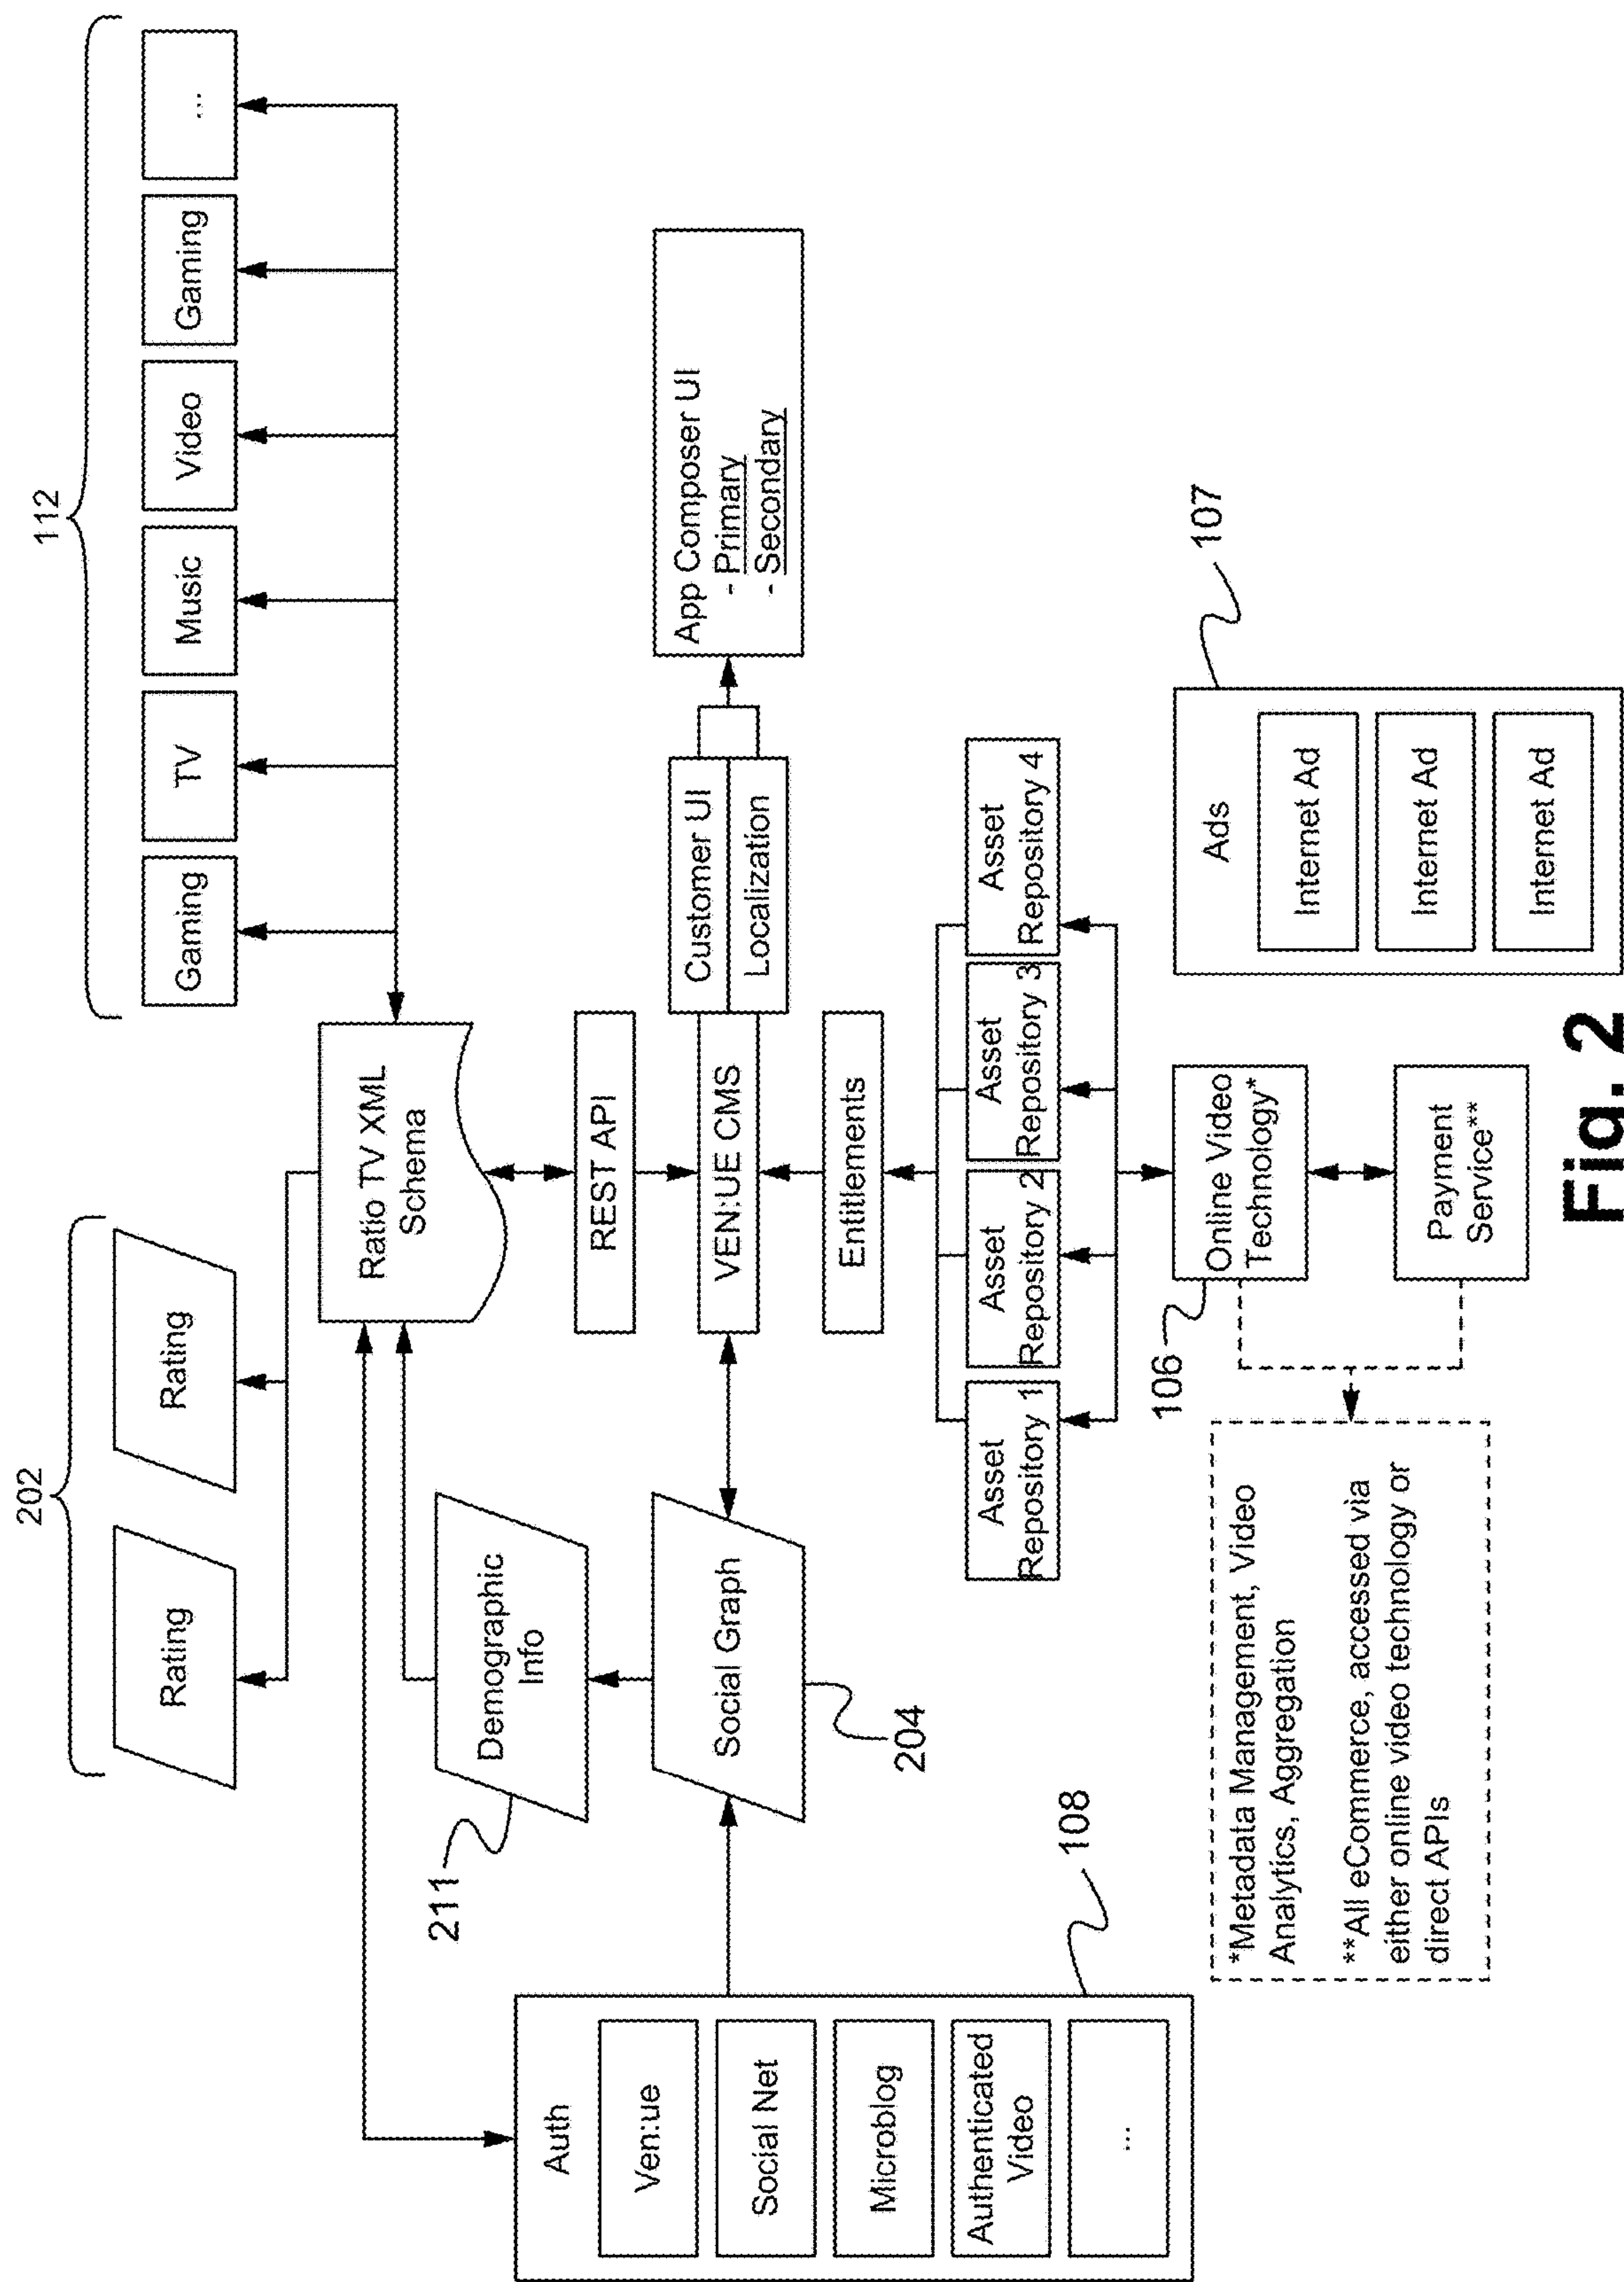 202
112
Rating
Rating
Gaming
TV
Music
Video
Gaming
...
Ratio TV XML
Schema
Demographic
Info
211
REST API
Auth
Ven::ue
Social Net
Microblog
Authenticated
Video
...
108
Social Graph
204
VEN::UE CMS
Customer UI
Localization
App Composer UI
- Primary
- Secondary
Entitlements
Asset
Repository 1
Asset
Repository 2
Asset
Repository 3
Asset
Repository 4
106
Online Video
Technology*
Payment
Service**
*Metadata Management, Video
Analytics, Aggregation
**All eCommerce, accessed via
either online video technology or
direct APIs
107
Ads
Internet Ad
Internet Ad
Internet Ad
Fig. 2